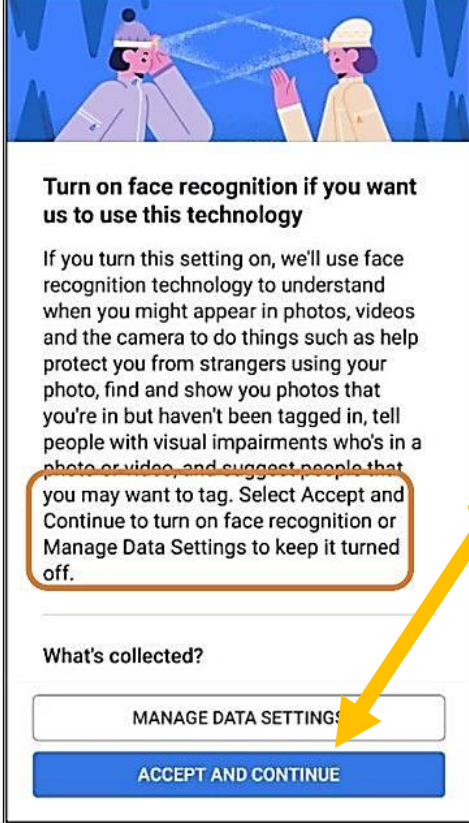 Turn on face recognition if you want
us to use this technology
If you turn this setting on, we'll use face
recognition technology to understand
when you might appear in photos, videos
and the camera to do things such as help
protect you from strangers using your
photo, find and show you photos that
you're in but haven't been tagged in, tell
people with visual impairments who's in a
photo or video, and suggest people that
you may want to tag. Select Accept and
Continue to turn on face recognition or
Manage Data Settings to keep it turned
off.
What's collected?
MANAGE DATA SETTINGS
ACCEPT AND CONTINUE